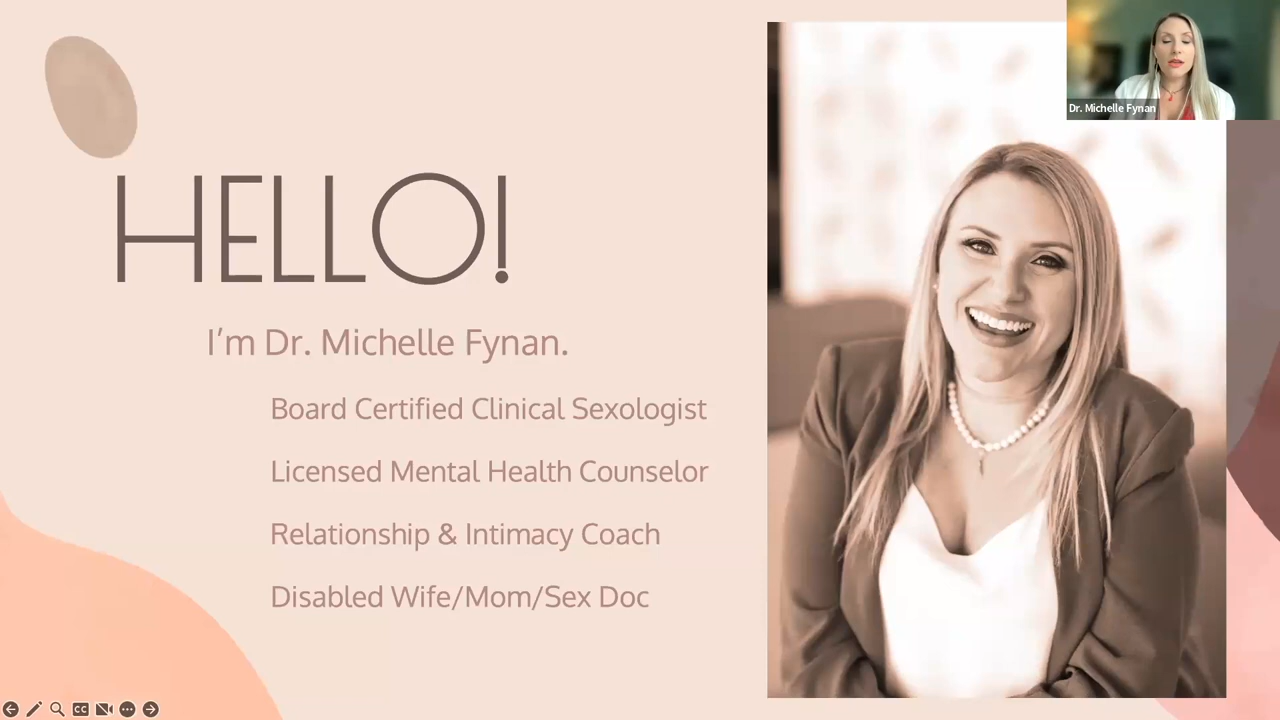 Dr. Michelle Fynan
HELLO!
I'm Dr. Michelle Fynan.
Board Certified Clinical Sexologist
Licensed Mental Health Counselor
Relationship & Intimacy Coach
Disabled Wife/Mom/Sex Doc
CC